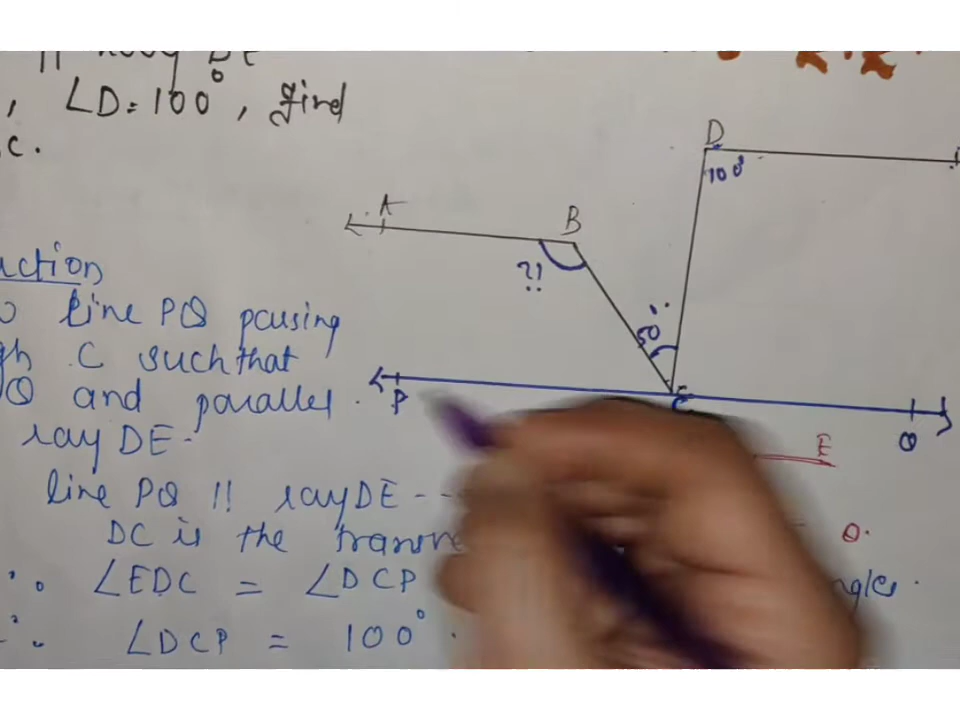 , ∠D = 100°, find
c.
uction
line PQ passing
C such that
Q and parallel.
ray DE-
line PQ || ray DE ---
DC is the
∴ ∠EDC = ∠DCP
∴ ∠DCP = 100°.
A
B
?!
D
100°
P
C
Q
E